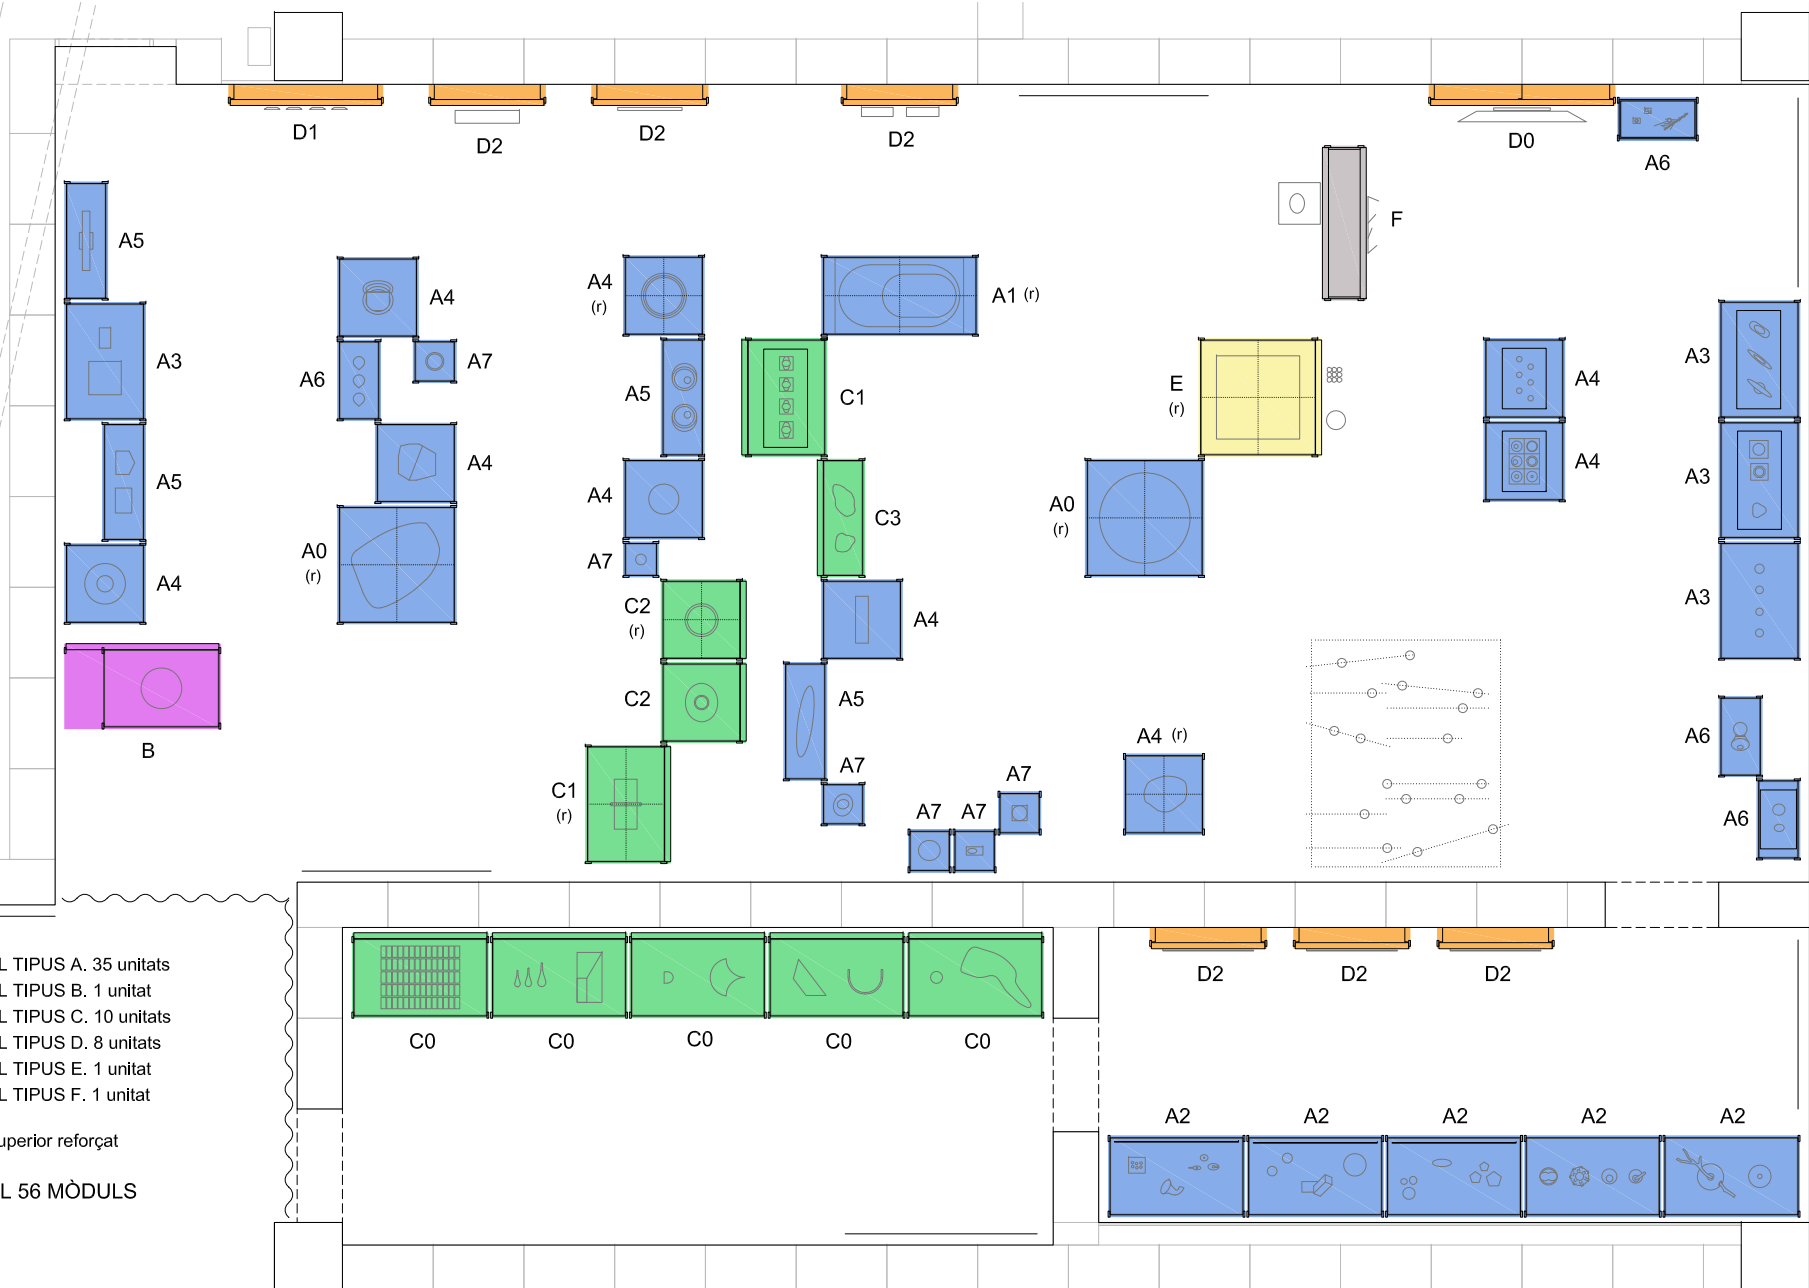 D1
D2
D2
D2
D0
A6
F
A5
A4
A4
(r)
A1 (r)
A3
A6
A7
A5
C1
E
(r)
A4
A3
A5
A4
A4
C3
A0
(r)
A4
A3
A0
(r)
A7
A4
C2
(r)
A4
A3
B
C2
A5
A4 (r)
A6
C1
(r)
A7
A7
A7
A7
A6
L TIPUS A. 35 unitats
L TIPUS B. 1 unitat
L TIPUS C. 10 unitats
L TIPUS D. 8 unitats
L TIPUS E. 1 unitat
L TIPUS F. 1 unitat
uperior reforçat
L 56 MÒDULS
C0
C0
C0
C0
C0
D2
D2
D2
A2
A2
A2
A2
A2